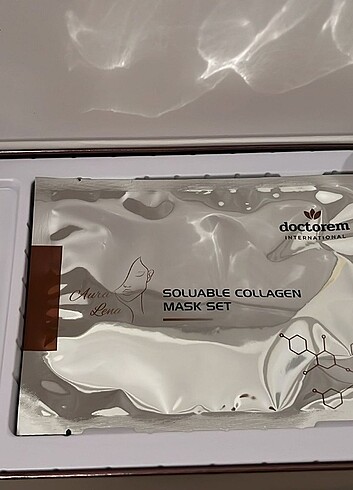 doctorem
INTERNATIONAL
Aura
Lena
SOLUABLE COLLAGEN
MASK SET